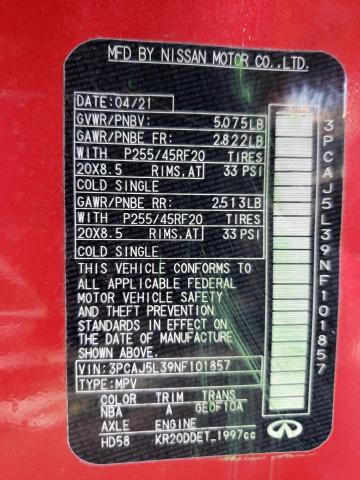 MFD BY NISSAN MOTOR CO.,LTD.
DATE:04/21
GVWR/PNBV: 5,075LB
GAWR/PNBE FR: 2,822LB
WITH P255/45RF20 TIRES
20X8.5 RIMS,AT 33 PSI
COLD SINGLE
GAWR/PNBE RR: 2,513LB
WITH P255/45RF20 TIRES
20X8.5 RIMS,AT 33 PSI
COLD SINGLE
THIS VEHICLE CONFORMS TO
ALL APPLICABLE FEDERAL
MOTOR VEHICLE SAFETY
AND THEFT PREVENTION
STANDARDS IN EFFECT ON
THE DATE OF MANUFACTURE
SHOWN ABOVE.
VIN:3PCAJ5L39NF101857
TYPE:MPV
COLOR TRIM TRANS
NBA A GE0F10A
AXLE ENGINE
HD58 KR20DDET_1997cc
3PCAJ5L39NF101857